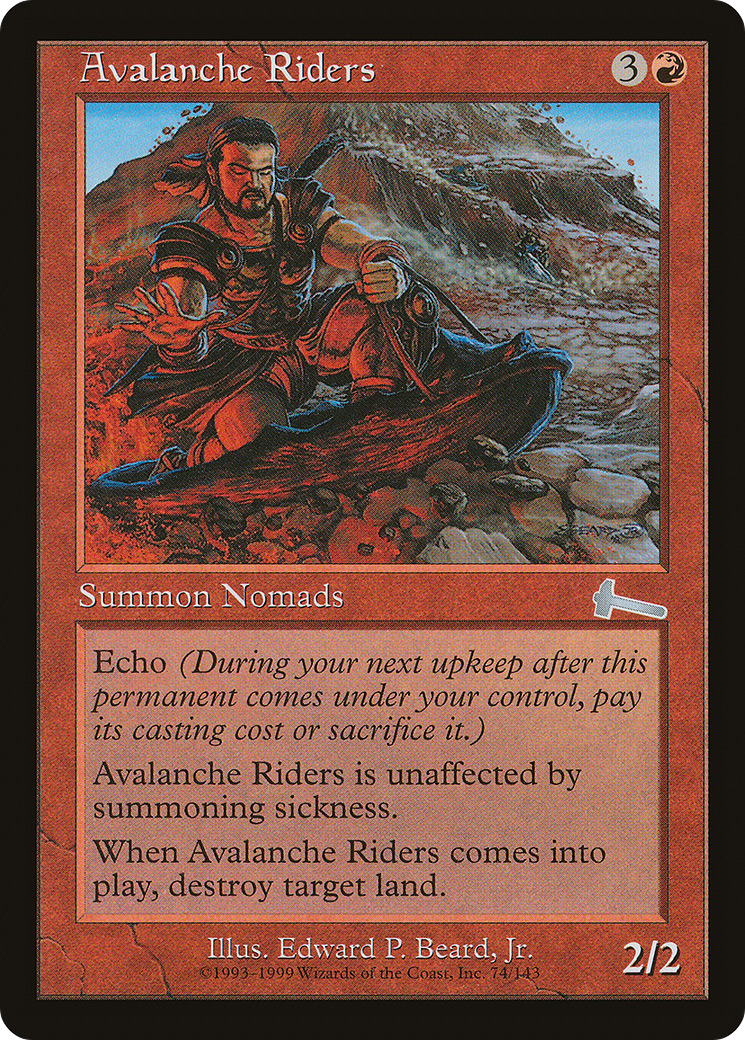 Avalanche Riders 3
Summon Nomads
Echo (During your next upkeep after this
permanent comes under your control, pay
its casting cost or sacrifice it.)
Avalanche Riders is unaffected by
summoning sickness.
When Avalanche Riders comes into
play, destroy target land.
Illus. Edward P. Beard, Jr.
©1993–1999 Wizards of the Coast, Inc. 74/143
2/2